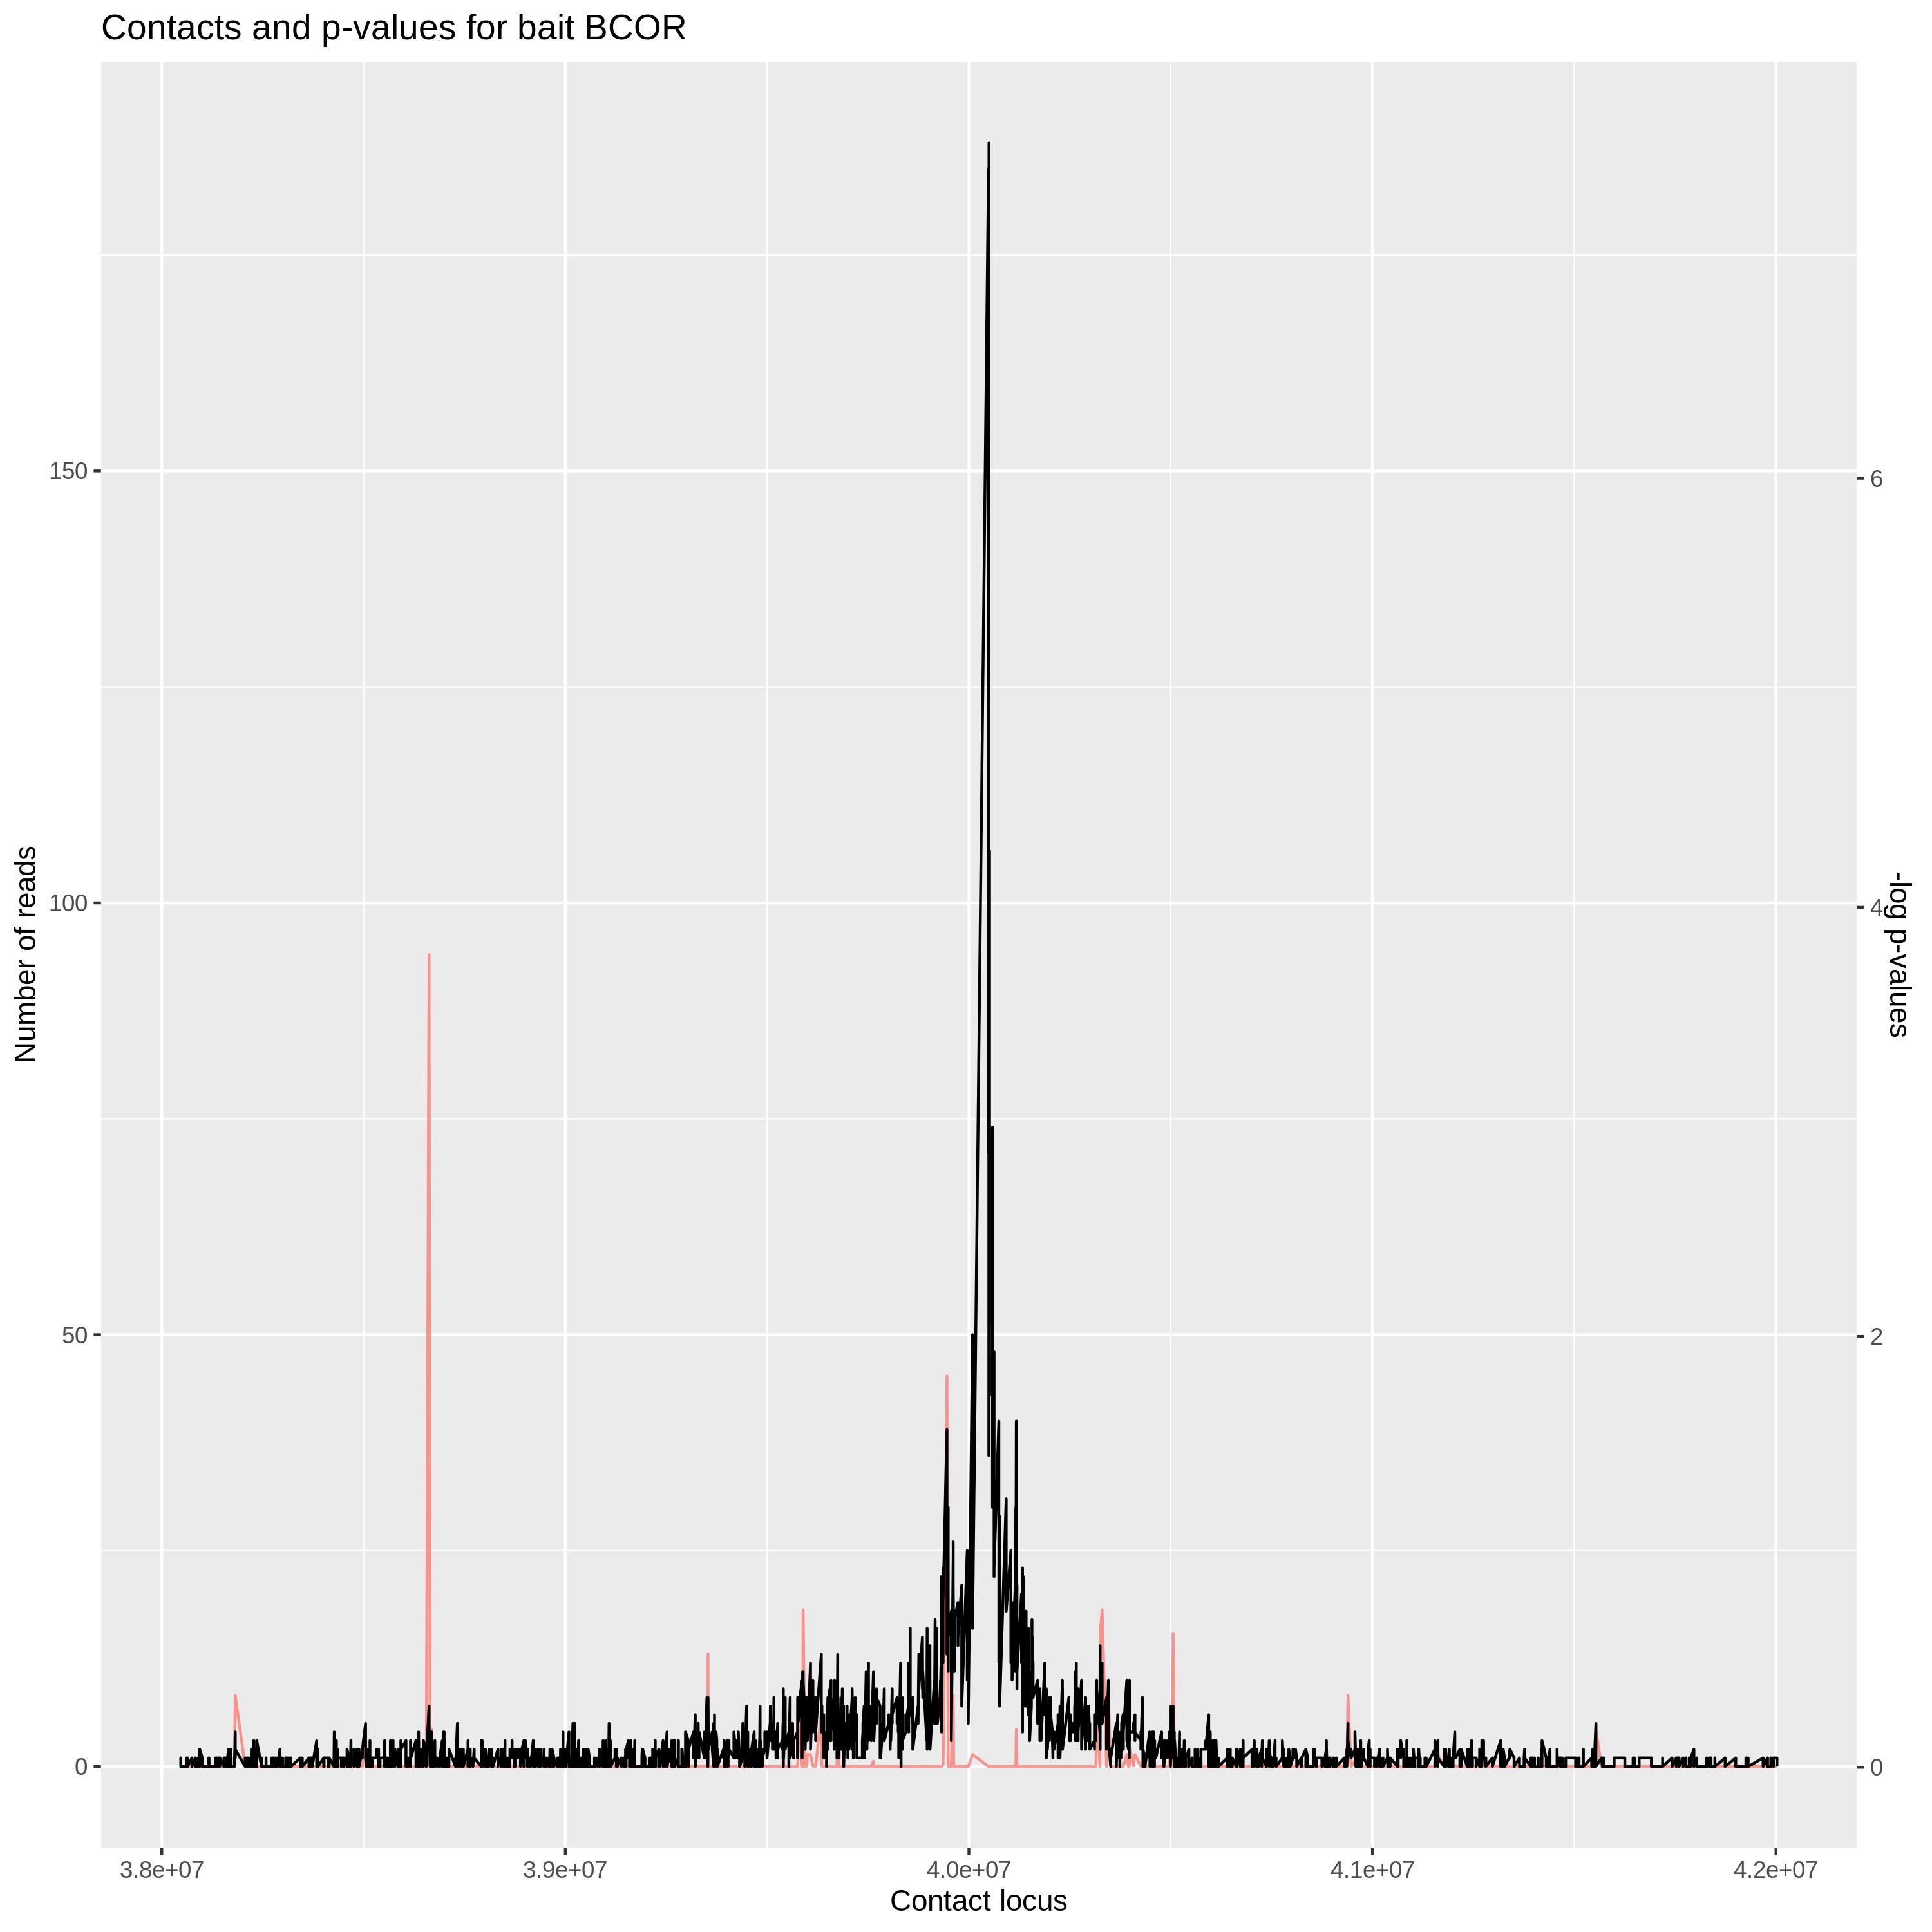 Contacts and p-values for bait BCOR
Number of reads
150
100
50
0
6
4
2
0
-log p-values
3.8e+07
3.9e+07
4.0e+07
4.1e+07
4.2e+07
Contact locus